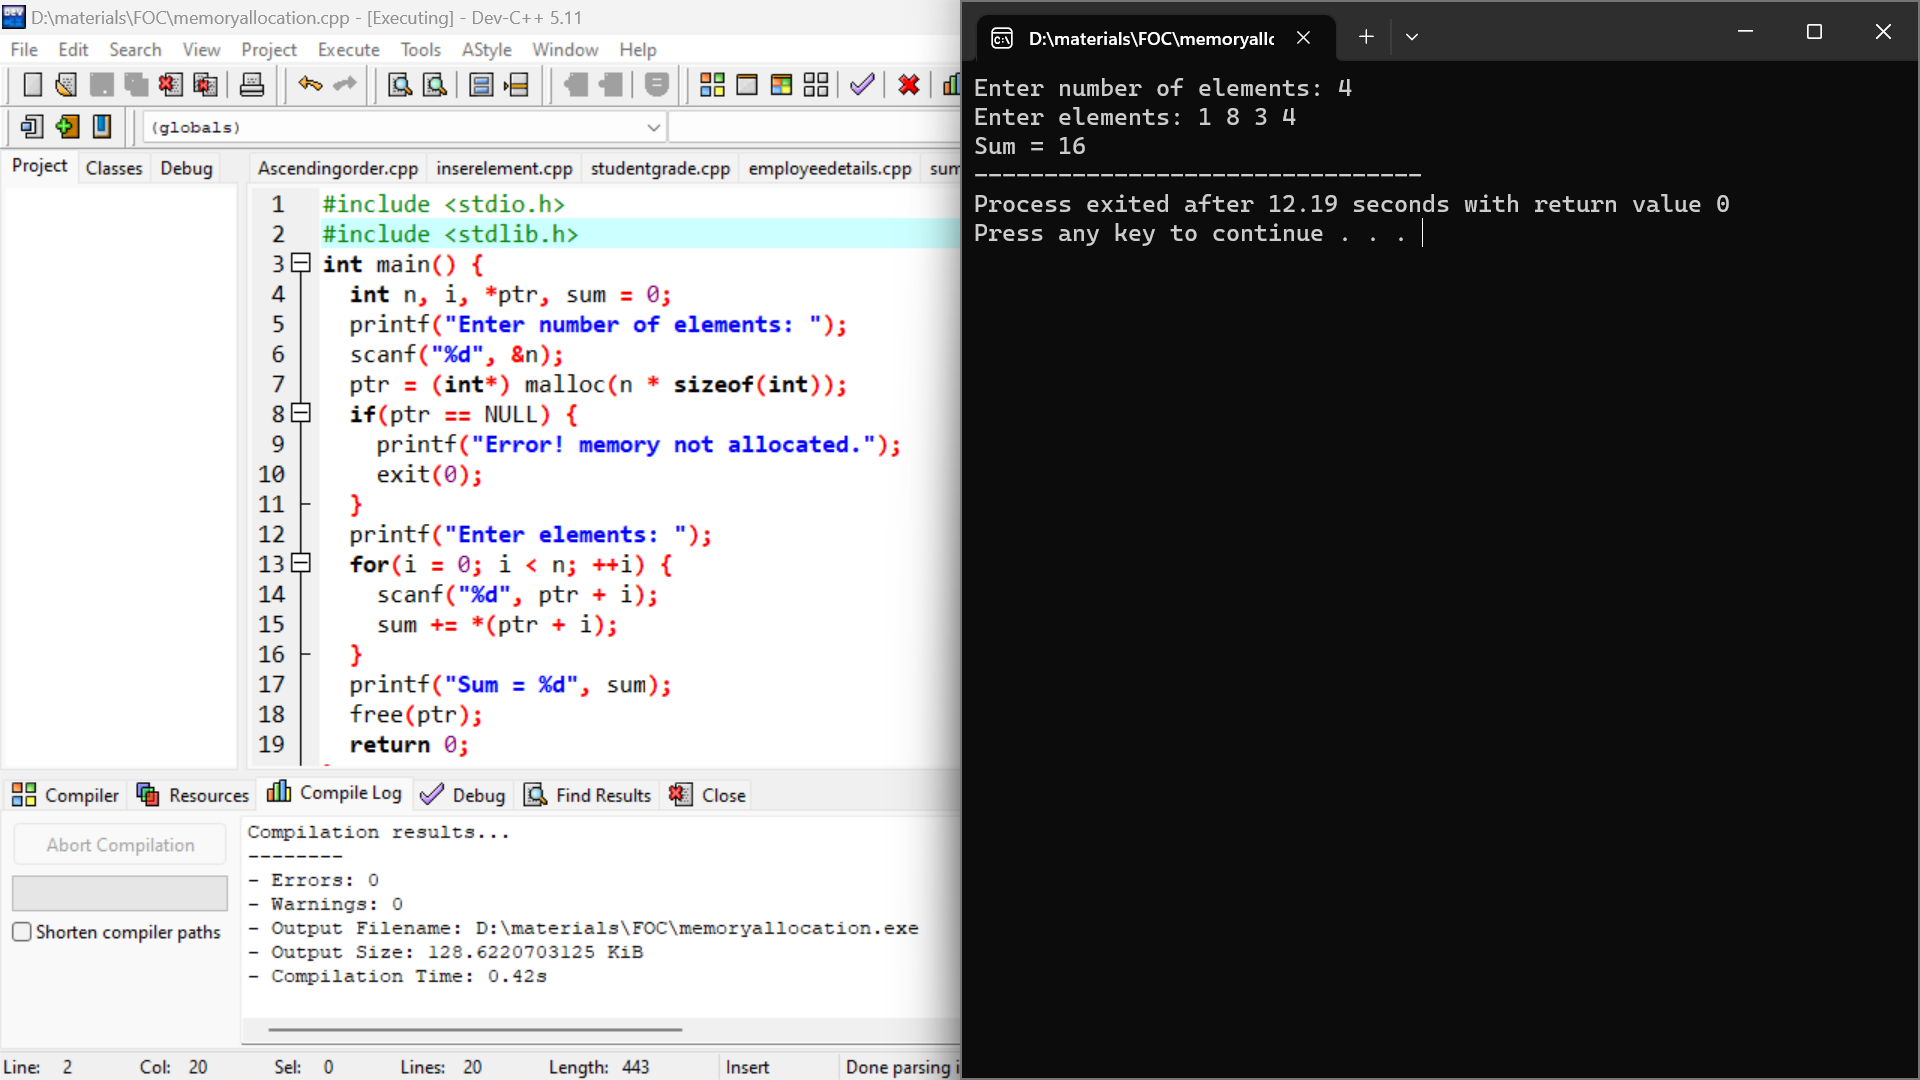 D:\materials\FOC\memoryallocation.cpp - [Executing] - Dev-C++ 5.11
File Edit Search View Project Execute Tools AStyle Window Help
(globals)
Project Classes Debug
Ascendingorder.cpp inserelement.cpp studentgrade.cpp employeedetails.cpp sum
1 #include <stdio.h>
2 #include <stdlib.h>
3 int main() {
4 int n, i, *ptr, sum = 0;
5 printf("Enter number of elements: ");
6 scanf("%d", &n);
7 ptr = (int*) malloc(n * sizeof(int));
8 if(ptr == NULL) {
9 printf("Error! memory not allocated.");
10 exit(0);
11 }
12 printf("Enter elements: ");
13 for(i = 0; i < n; ++i) {
14 scanf("%d", ptr + i);
15 sum += *(ptr + i);
16 }
17 printf("Sum = %d", sum);
18 free(ptr);
19 return 0;
Compiler Resources Compile Log Debug Find Results Close
Abort Compilation
Shorten compiler paths
Compilation results...
--------
- Errors: 0
- Warnings: 0
- Output Filename: D:\materials\FOC\memoryallocation.exe
- Output Size: 128.6220703125 KiB
- Compilation Time: 0.42s
Line: 2 Col: 20 Sel: 0 Lines: 20 Length: 443 Insert Done parsing i
D:\materials\FOC\memoryallc
Enter number of elements: 4
Enter elements: 1 8 3 4
Sum = 16
--------------------------------
Process exited after 12.19 seconds with return value 0
Press any key to continue . . .